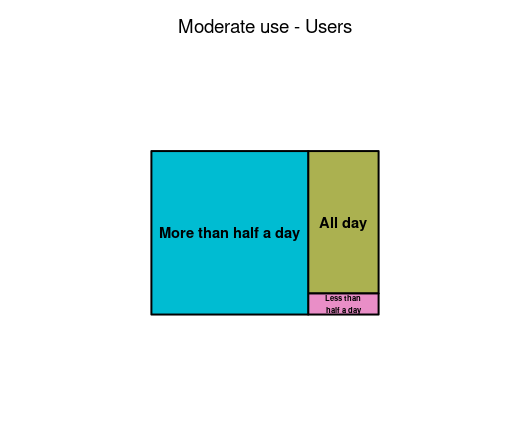 Moderate use - Users
More than half a day
All day
Less than
half a day